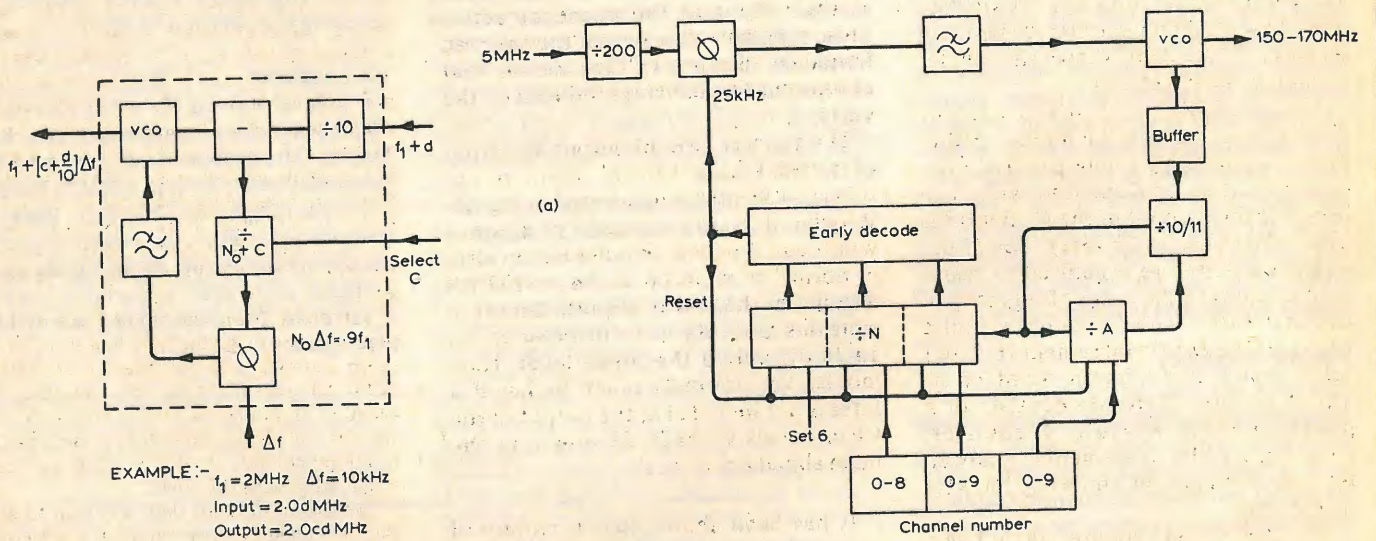 vco
÷10
f₁+d
f₁+[c+d/10]Δf
÷
N₀+C
Select
C
Ø
N₀Δf=·9f₁
Δf
EXAMPLE:-
f₁=2MHz Δf=10kHz
Input=2·0d MHz
Output=2·0cd MHz
(a)
5MHz
÷200
Ø
vco
150-170MHz
25kHz
Buffer
÷10/11
Early decode
Reset
÷N
÷A
Set 6
0-8 0-9 0-9
Channel number